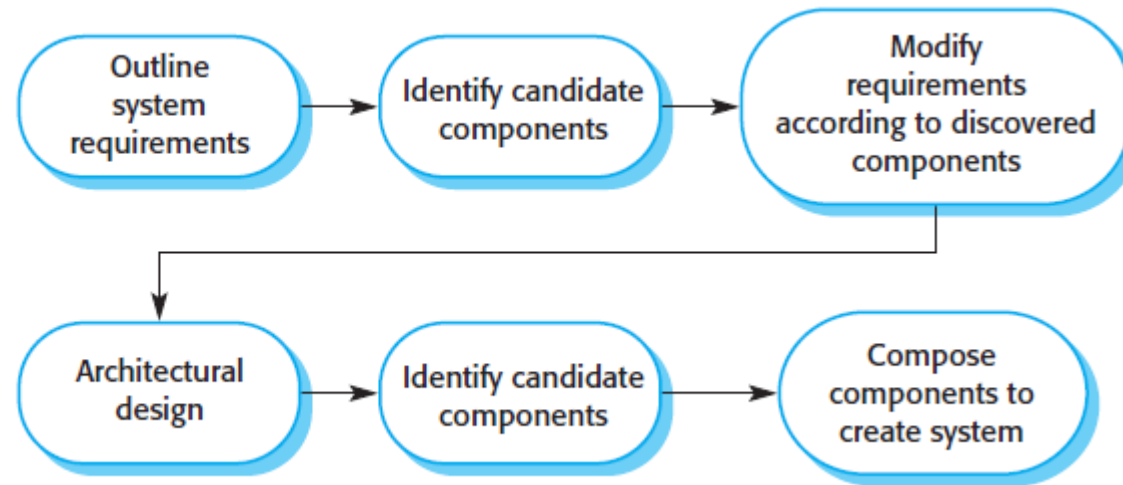 Outline
system
requirements
Identify candidate
components
Modify
requirements
according to discovered
components
Architectural
design
Identify candidate
components
Compose
components to
create system